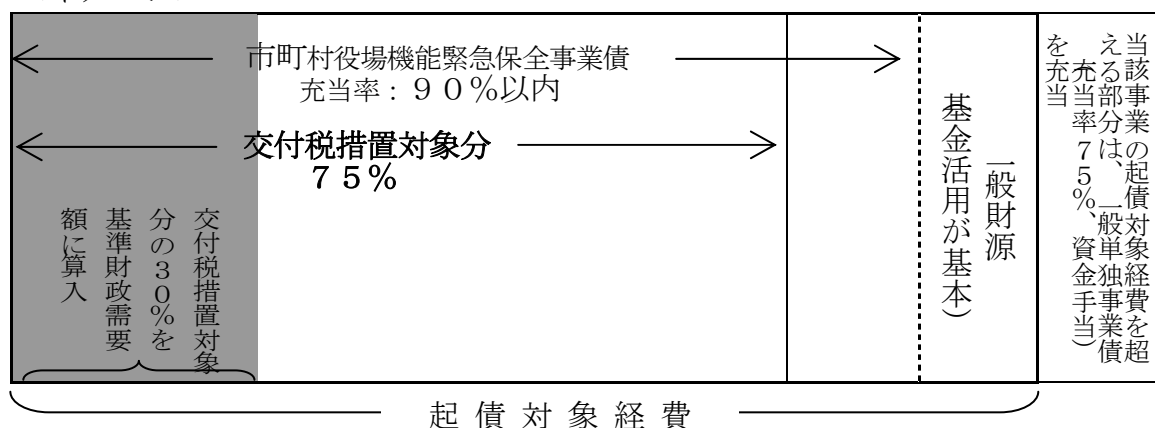 市町村役場機能緊急保全事業債
充当率：９０％以内
交付税措置対象分
７５％
交付税措置対象
分の３０％を
基準財政需要
額に算入
一般財源
基金活用が基本）
当該事業の起債対象経費を超
える部分は、一般単独事業債
（充当率７５％、資金手当）
を充当
起債対象経費